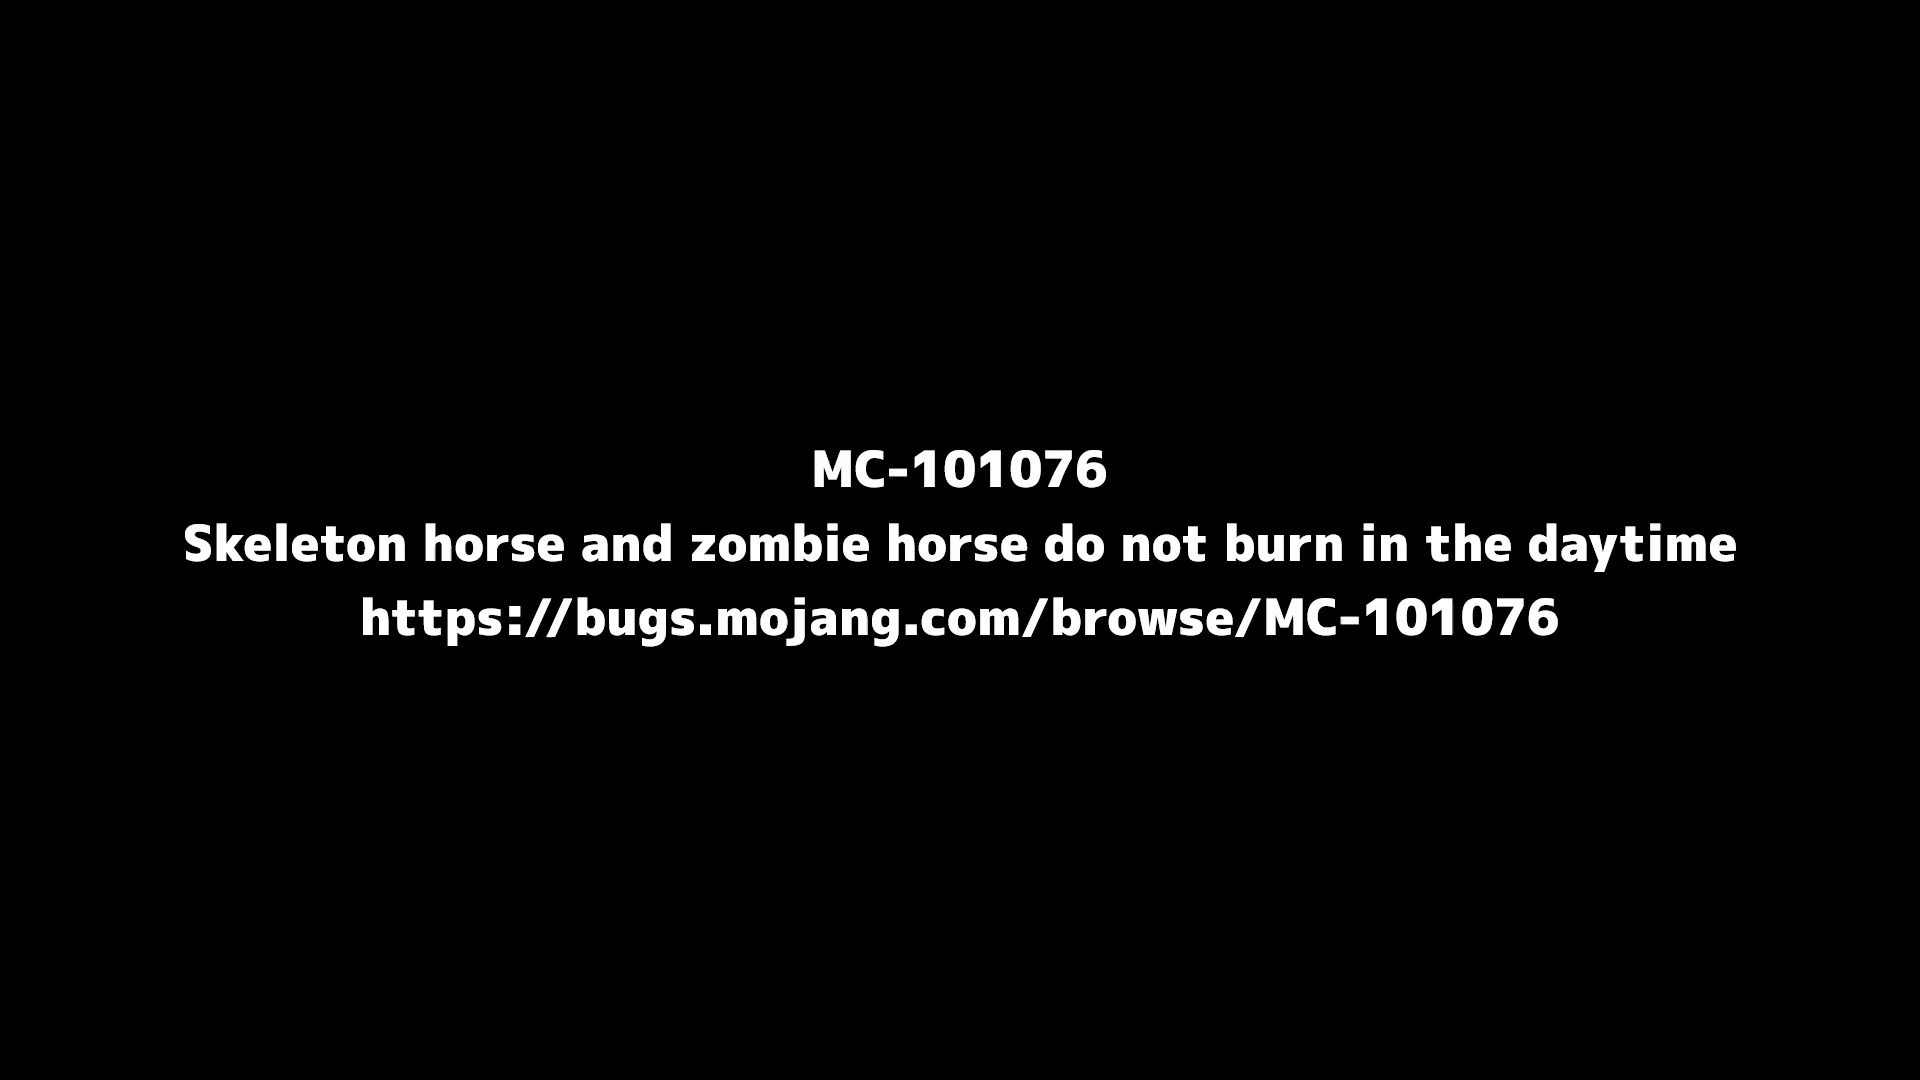 MC-101076
Skeleton horse and zombie horse do not burn in the daytime
https://bugs.mojang.com/browse/MC-101076